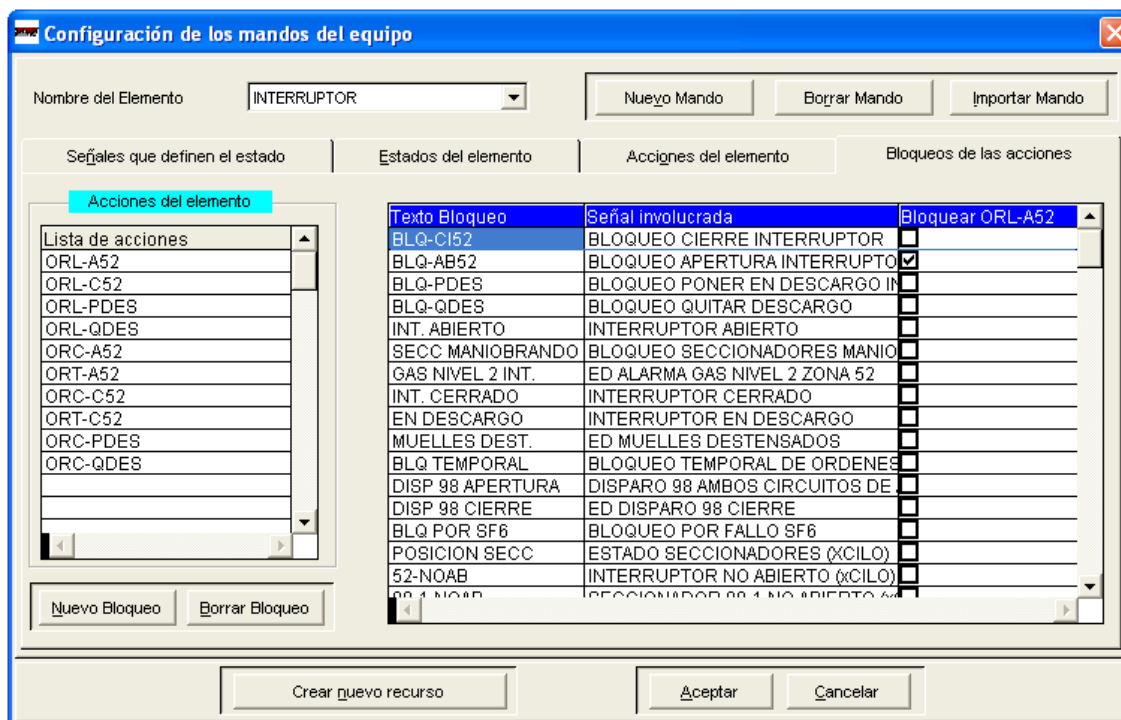 Configuración de los mandos del equipo
Nombre del Elemento INTERRUPTOR Nuevo Mando Borrar Mando Importar Mando
Señales que definen el estado Estados del elemento Acciones del elemento Bloqueos de las acciones
Acciones del elemento
Lista de acciones
ORL-A52
ORL-C52
ORL-PDES
ORL-QDES
ORC-A52
ORT-A52
ORC-C52
ORT-C52
ORC-PDES
ORC-QDES
Nuevo Bloqueo Borrar Bloqueo
Texto Bloqueo Señal involucrada Bloquear ORL-A52
BLQ-CI52 BLOQUEO CIERRE INTERRUPTOR
BLQ-AB52 BLOQUEO APERTURA INTERRUPTO
BLQ-PDES BLOQUEO PONER EN DESCARGO IN
BLQ-QDES BLOQUEO QUITAR DESCARGO
INT. ABIERTO INTERRUPTOR ABIERTO
SECC MANIOBRANDO BLOQUEO SECCIONADORES MANIO
GAS NIVEL 2 INT. ED ALARMA GAS NIVEL 2 ZONA 52
INT. CERRADO INTERRUPTOR CERRADO
EN DESCARGO INTERRUPTOR EN DESCARGO
MUELLES DEST. ED MUELLES DESTENSADOS
BLQ TEMPORAL BLOQUEO TEMPORAL DE ORDENES
DISP 98 APERTURA DISPARO 98 AMBOS CIRCUITOS DE
DISP 98 CIERRE ED DISPARO 98 CIERRE
BLQ POR SF6 BLOQUEO POR FALLO SF6
POSICION SECC ESTADO SECCIONADORES (XCILO)
52-NOAB INTERRUPTOR NO ABIERTO (xCILO)
Crear nuevo recurso Aceptar Cancelar